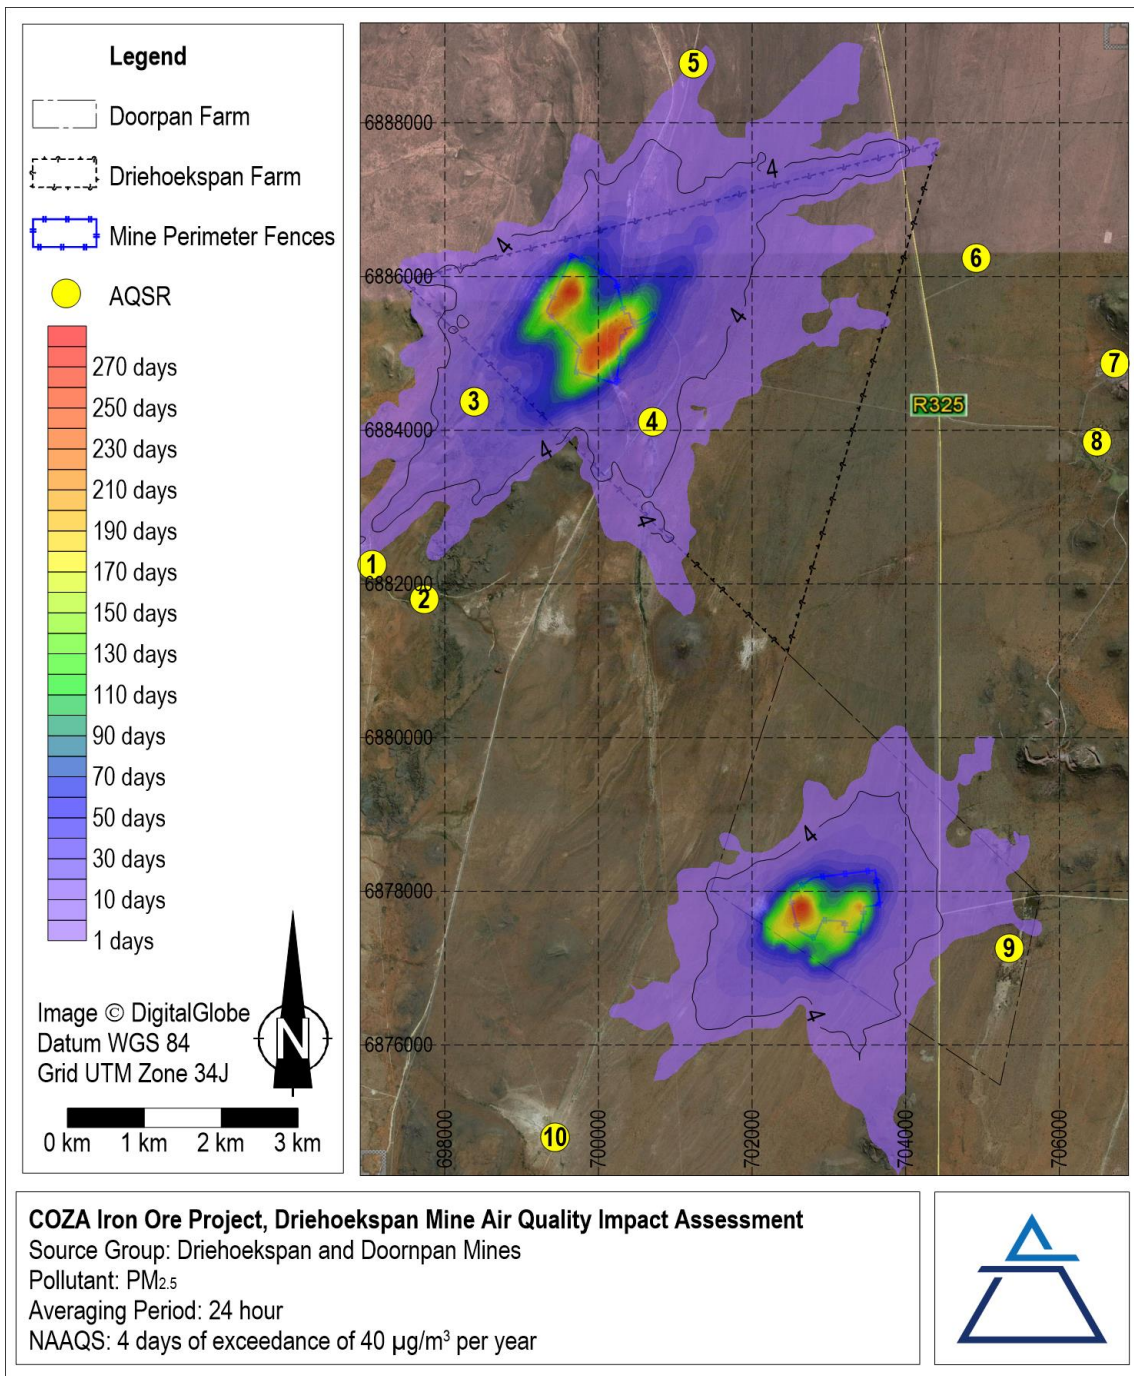 Legend
Doorpan Farm
Driehoekspan Farm
Mine Perimeter Fences
AQSR
270 days
250 days
230 days
210 days
190 days
170 days
150 days
130 days
110 days
90 days
70 days
50 days
30 days
10 days
1 days
Image © DigitalGlobe
Datum WGS 84
Grid UTM Zone 34J
N
0 km 1 km 2 km 3 km
5
6888000
4
4
6
6886000
4
7
3
R325
4
8
6884000
4
4
1
6882000
2
6880000
4
6878000
9
4
6876000
10
698000
700000
702000
704000
706000
COZA Iron Ore Project, Driehoekspan Mine Air Quality Impact Assessment
Source Group: Driehoekspan and Doornpan Mines
Pollutant: PM2.5
Averaging Period: 24 hour
NAAQS: 4 days of exceedance of 40 µg/m³ per year